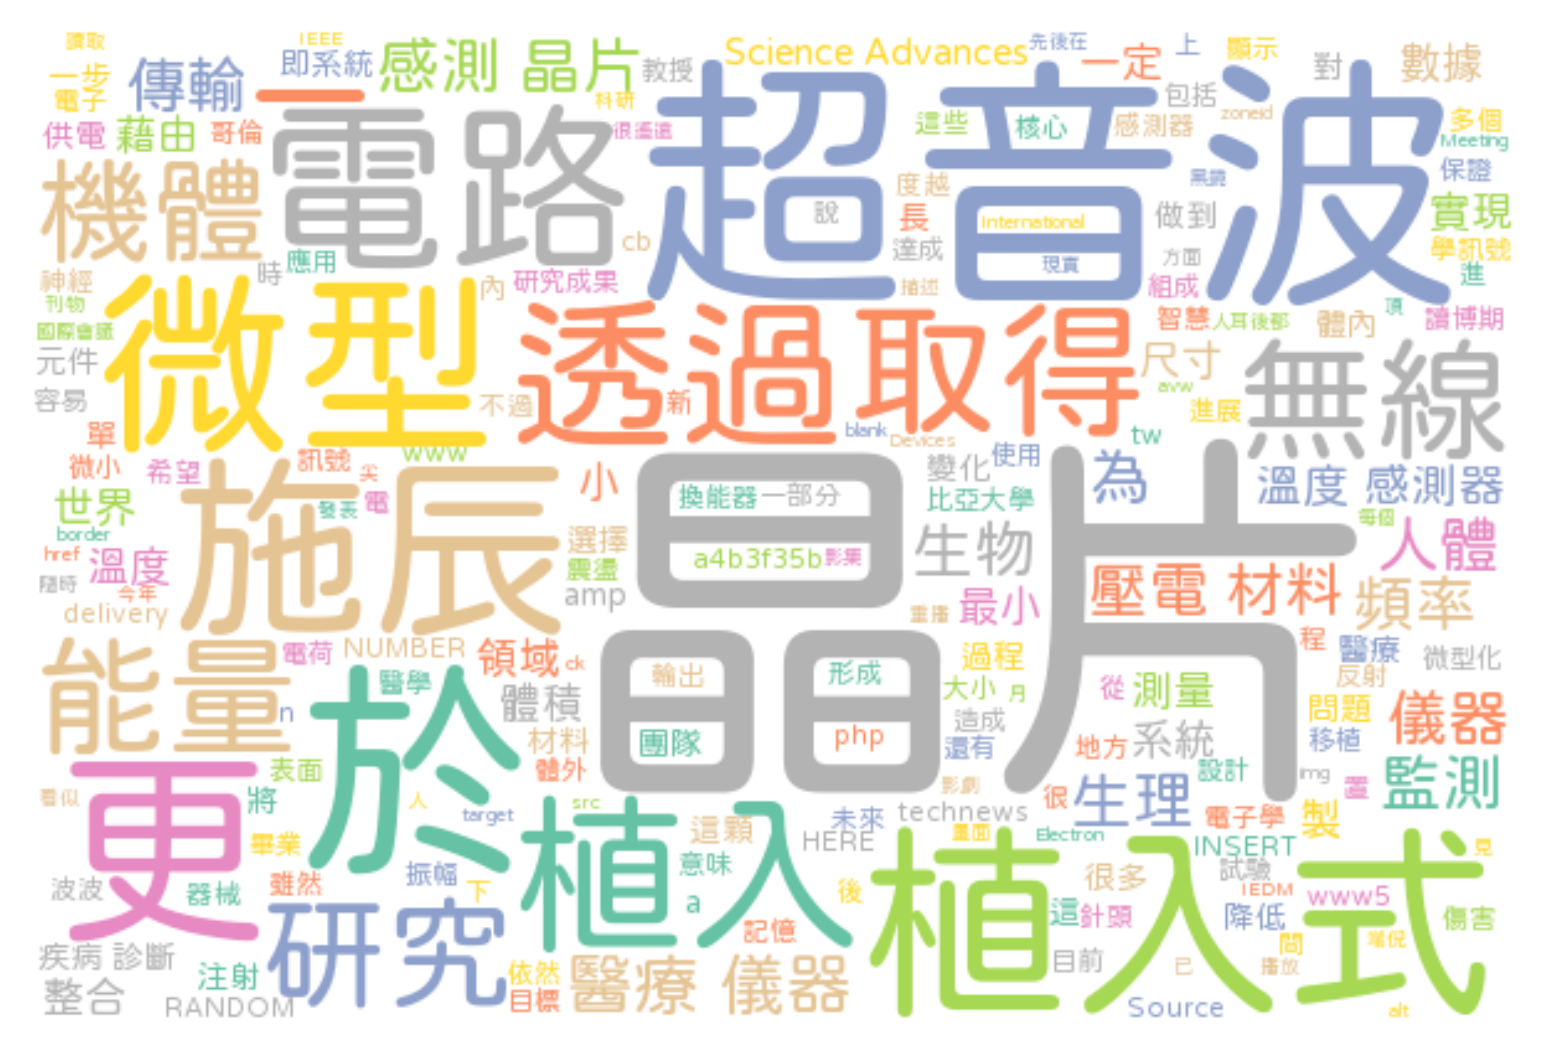 讀取
IEEE
Science Advances
先後在
上
顯示
一步
傳輸
即系統
感測 晶片
教授
一定
對
數據
電子
一
科研
包括
zoneid
供電
藉由
哥倫
很遙遠
這些
核心
感測器
多個
Meeting
機體
電路
超音波
黑鏡
保證
度越
說
長
International
做到
實現
cb
達成
現實
方面
學訊號
神經
時
應用
內
研究成果
描述
組成
進
刊物
頂
國際會議
微型
透過
取得
智慧
人耳後部
體內
讀博期
元件
尺寸
無線
容易
不過
新
avw
進展
單
www
blank
Devices
tw
微小
希望
訊號
尖
小
變化
使用
為
溫度 感測器
世界
施辰
發表
電
換能器
一部分
比亞大學
每個
border
晶片
href
溫度
選擇
a4b3f35b
影集
生物
人體
隨時
今年
震盪
壓電 材料
delivery
amp
重播
最小
頻率
能量
電荷
NUMBER
領域
ck
過程
程
醫療
微型化
醫學
輸出
形成
大小
月
從
測量
反射
n
於
體積
造成
問題
儀器
材料
團隊
php
還有
地方
系統
移植
表面
體外
設計
img
監測
看似
更
將
人
src
影劇
很
生理
置
target
植入
這顆
未來
technews
電子學
製
畢業
HERE
畫面
Electron
INSERT
見
波波
器械
雖然
振幅
下
意味
後
植入式
很多
試驗
IEDM
www5
研究
a
記憶
這
針頭
降低
傷害
疾病 診斷
問
端倪
注射
依然
醫療 儀器
目前
已
播放
整合
RANDOM
目標
Source
alt